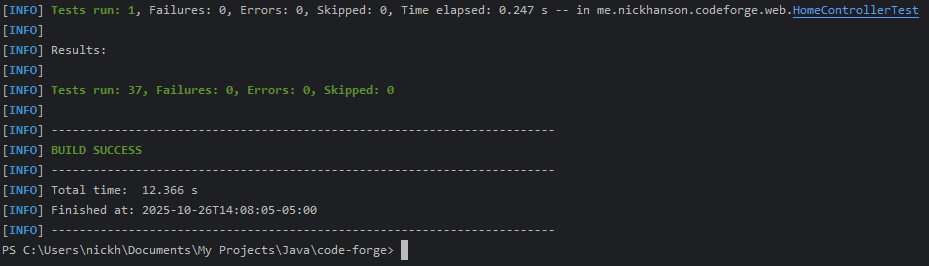 [INFO] Tests run: 1, Failures: 0, Errors: 0, Skipped: 0, Time elapsed: 0.247 s -- in me.nickhanson.codeforge.web.HomeControllerTest
[INFO]
[INFO] Results:
[INFO]
[INFO] Tests run: 37, Failures: 0, Errors: 0, Skipped: 0
[INFO]
[INFO] ------------------------------------------------------------------------
[INFO] BUILD SUCCESS
[INFO] ------------------------------------------------------------------------
[INFO] Total time:  12.366 s
[INFO] Finished at: 2025-10-26T14:08:05-05:00
[INFO] ------------------------------------------------------------------------
PS C:\Users\nickh\Documents\My Projects\Java\code-forge>